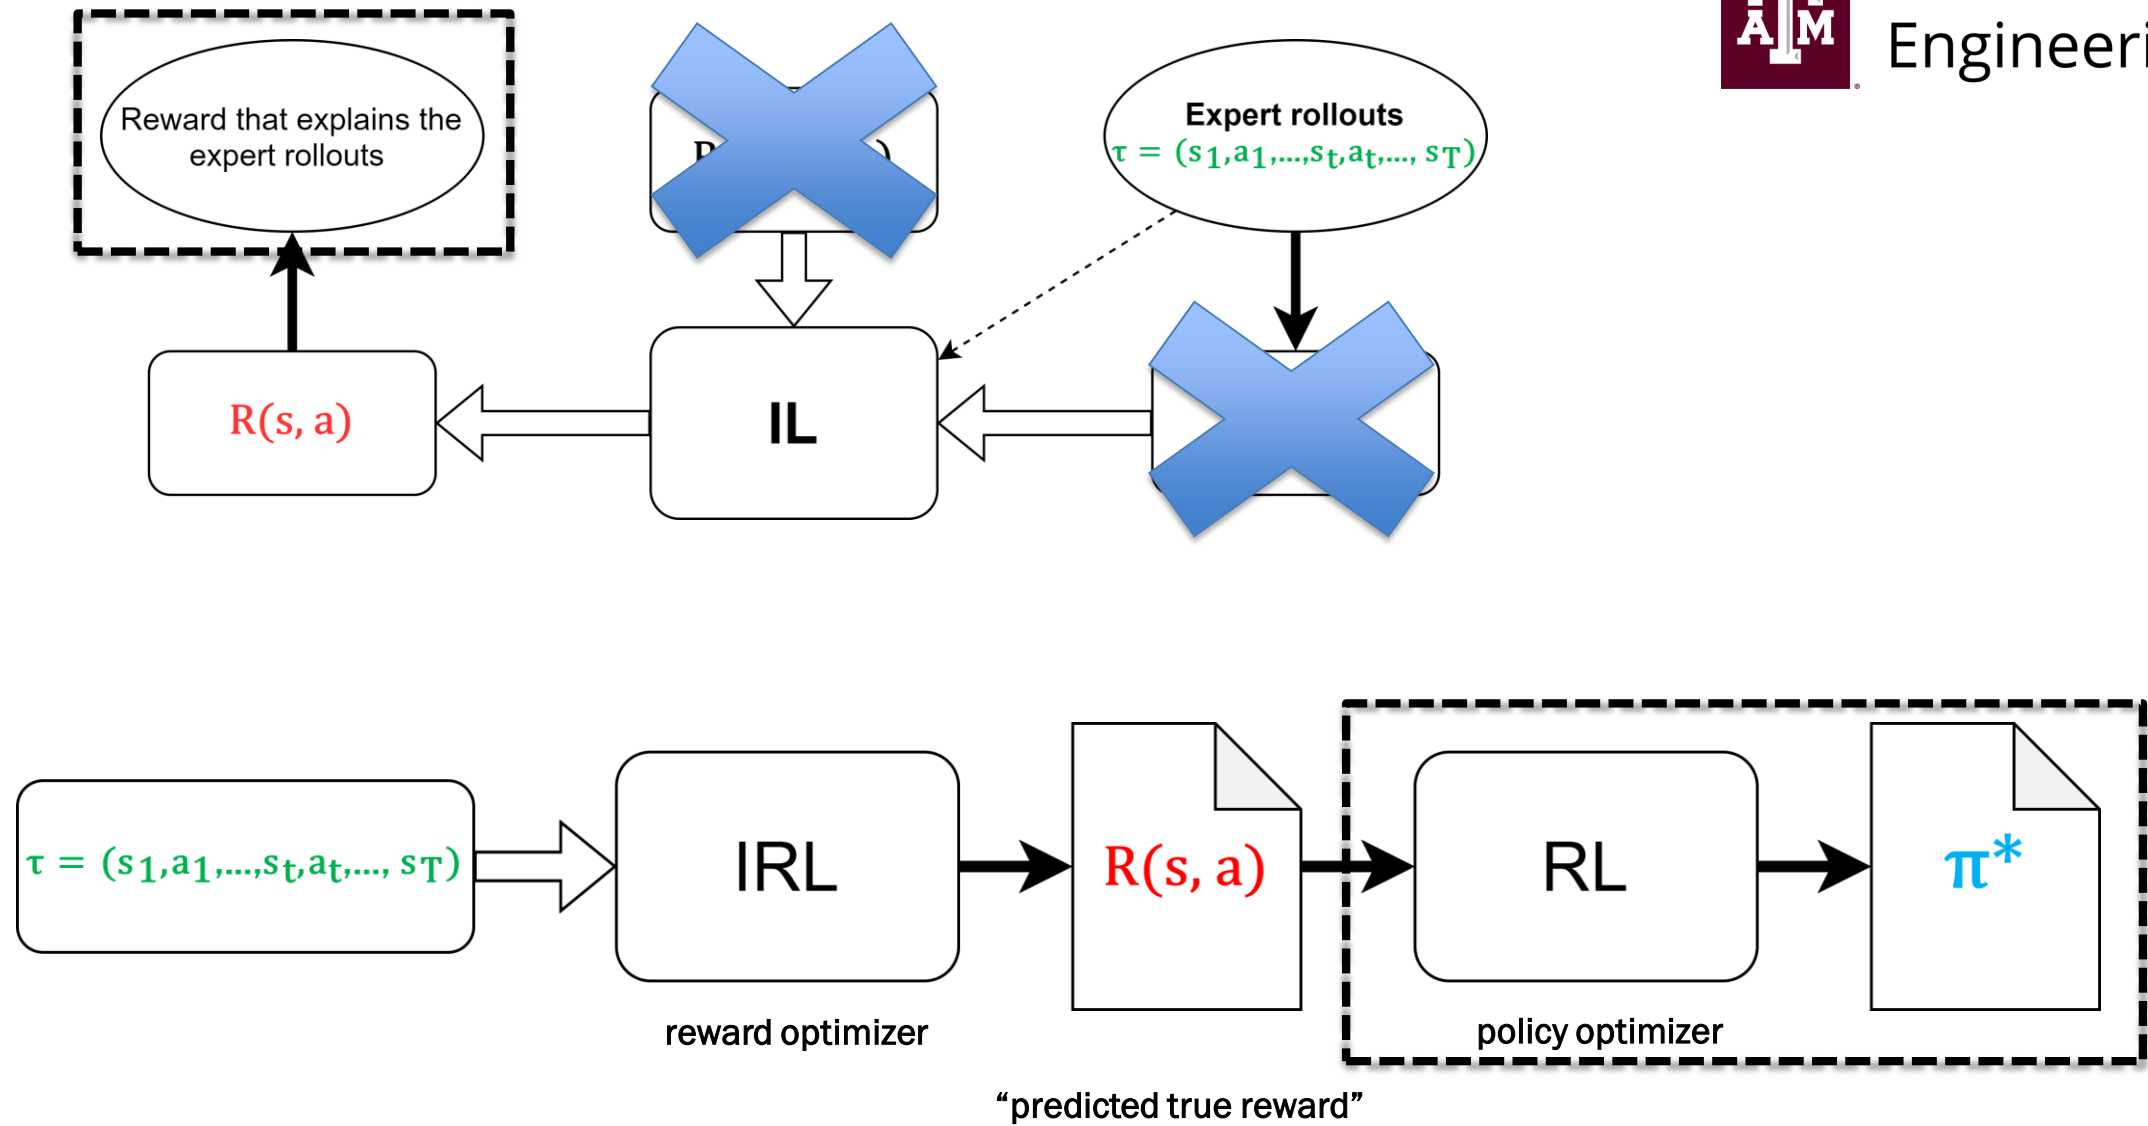 A M
Engineeri
Reward that explains the
expert rollouts
Expert rollouts
τ = (s1,a1,...,st,at,..., sT)
R(s, a)
IL
τ = (s1,a1,...,st,at,..., sT)
IRL
R(s, a)
RL
π*
reward optimizer
policy optimizer
“predicted true reward”